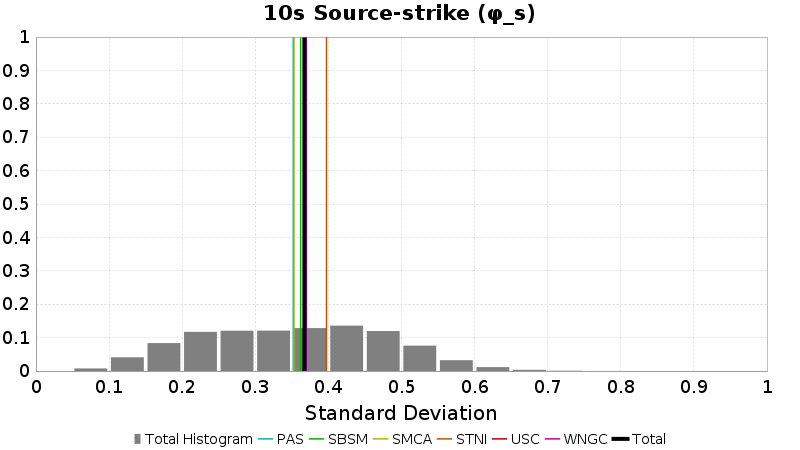 10s Source-strike (φ_s)
1
0.9
0.8
0.7
0.6
0.5
0.4
0.3
0.2
0.1
0
0 0.1 0.2 0.3 0.4 0.5 0.6 0.7 0.8 0.9 1
Standard Deviation
Total Histogram PAS SBSM SMCA STNI USC WNGC Total